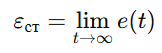 ε_ст = lim_{t→∞} e(t)